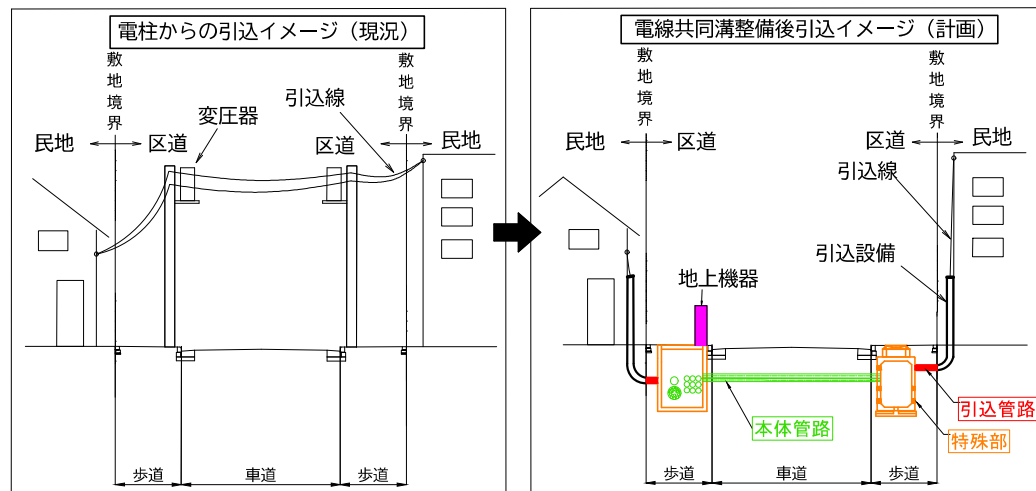 電柱からの引込イメージ（現況）
敷地境界
敷地境界
変圧器
引込線
民地
区道
区道
民地
歩道
車道
歩道
電線共同溝整備後引込イメージ（計画）
敷地境界
敷地境界
民地
区道
区道
民地
引込線
引込設備
地上機器
本体管路
引込管路
特殊部
歩道
車道
歩道